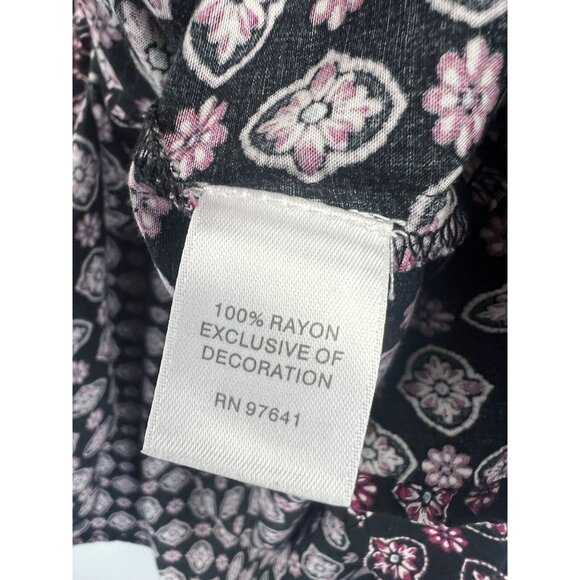 100% RAYON
EXCLUSIVE OF
DECORATION
RN 97641